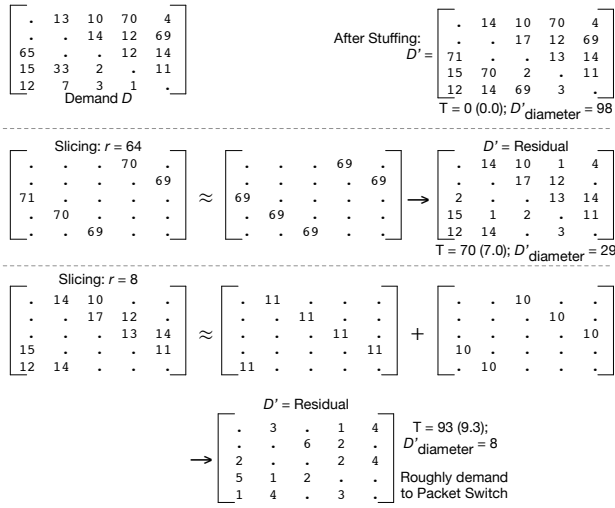 . 13 10 70 4
. . 14 12 69
65 . . 12 14
15 33 2 . 11
12 7 3 1 .
Demand D
After Stuffing:
D' =
. 14 10 70 4
. . 17 12 69
71 . . 13 14
15 70 2 . 11
12 14 69 3 .
T = 0 (0.0); D'diameter = 98
Slicing: r = 64
. . . 70 .
. . . . 69
71 . . . .
. 70 . . .
. . 69 . .
≈
. . . 69 .
. . . . 69
69 . . . .
. 69 . . .
. . 69 . .
→
D' = Residual
. 14 10 1 4
. . 17 12 .
2 . . 13 14
15 1 2 . 11
12 14 . 3 .
T = 70 (7.0); D'diameter = 29
Slicing: r = 8
. 14 10 . .
. . 17 12 .
. . . 13 14
15 . . . 11
12 14 . . .
≈
. 11 . . .
. . 11 . .
. . . 11 .
. . . . 11
11 . . . .
+
. . 10 . .
. . . 10 .
. . . . 10
10 . . . .
. 10 . . .
D' = Residual
→
. 3 . 1 4
. . 6 2 .
2 . . 2 4
5 1 2 . .
1 4 . 3 .
T = 93 (9.3);
D'diameter = 8
Roughly demand
to Packet Switch